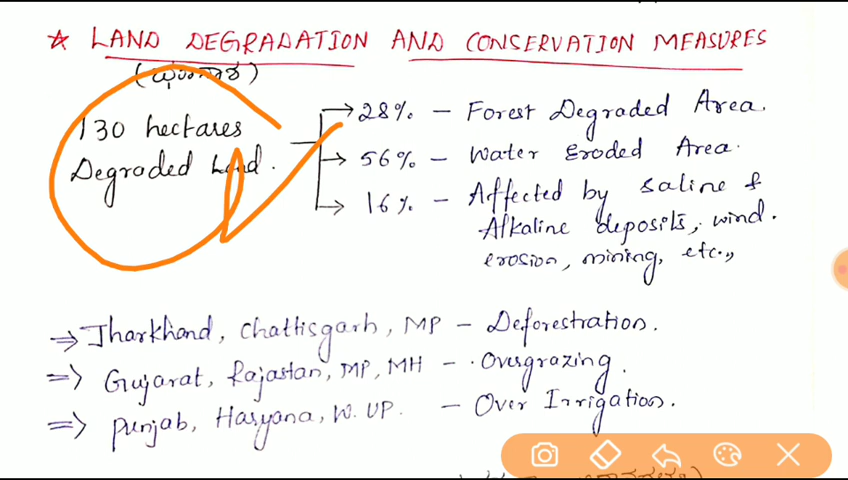 ☆ LAND DEGRADATION AND CONSERVATION MEASURES
130 hectares
Degraded Land.
→ 28% - Forest Degraded Area.
→ 56% - Water Eroded Area.
→ 16% - Affected by saline &
Alkaline deposits, wind.
erosion, mining, etc.,
⇒ Jharkhand, Chattisgarh, MP - Deforestration.
⇒ Gujarat, Rajastan, MP, MH - Overgrazing.
⇒ Punjab, Haryana, W. UP. - Over Irrigation.